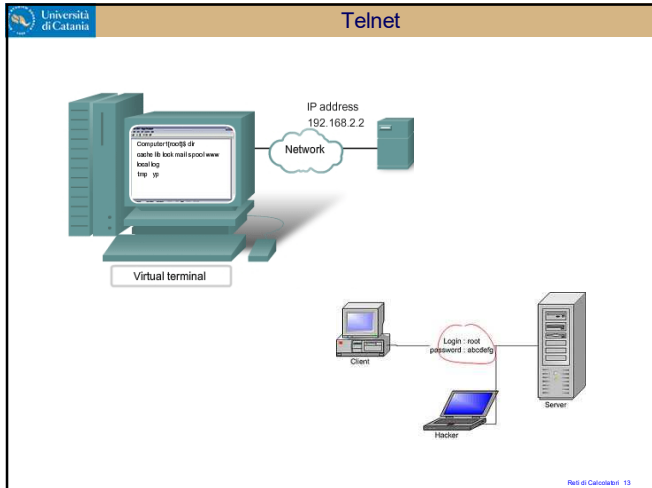 Università
di Catania
Telnet
IP address
192.168.2.2
Computer1[root]$ dir
cache lib lock mail spool www
local log
tmp yp
Network
Virtual terminal
Login : root
password : abcdefg
Client
Server
Hacker
Reti di Calcolatori 13